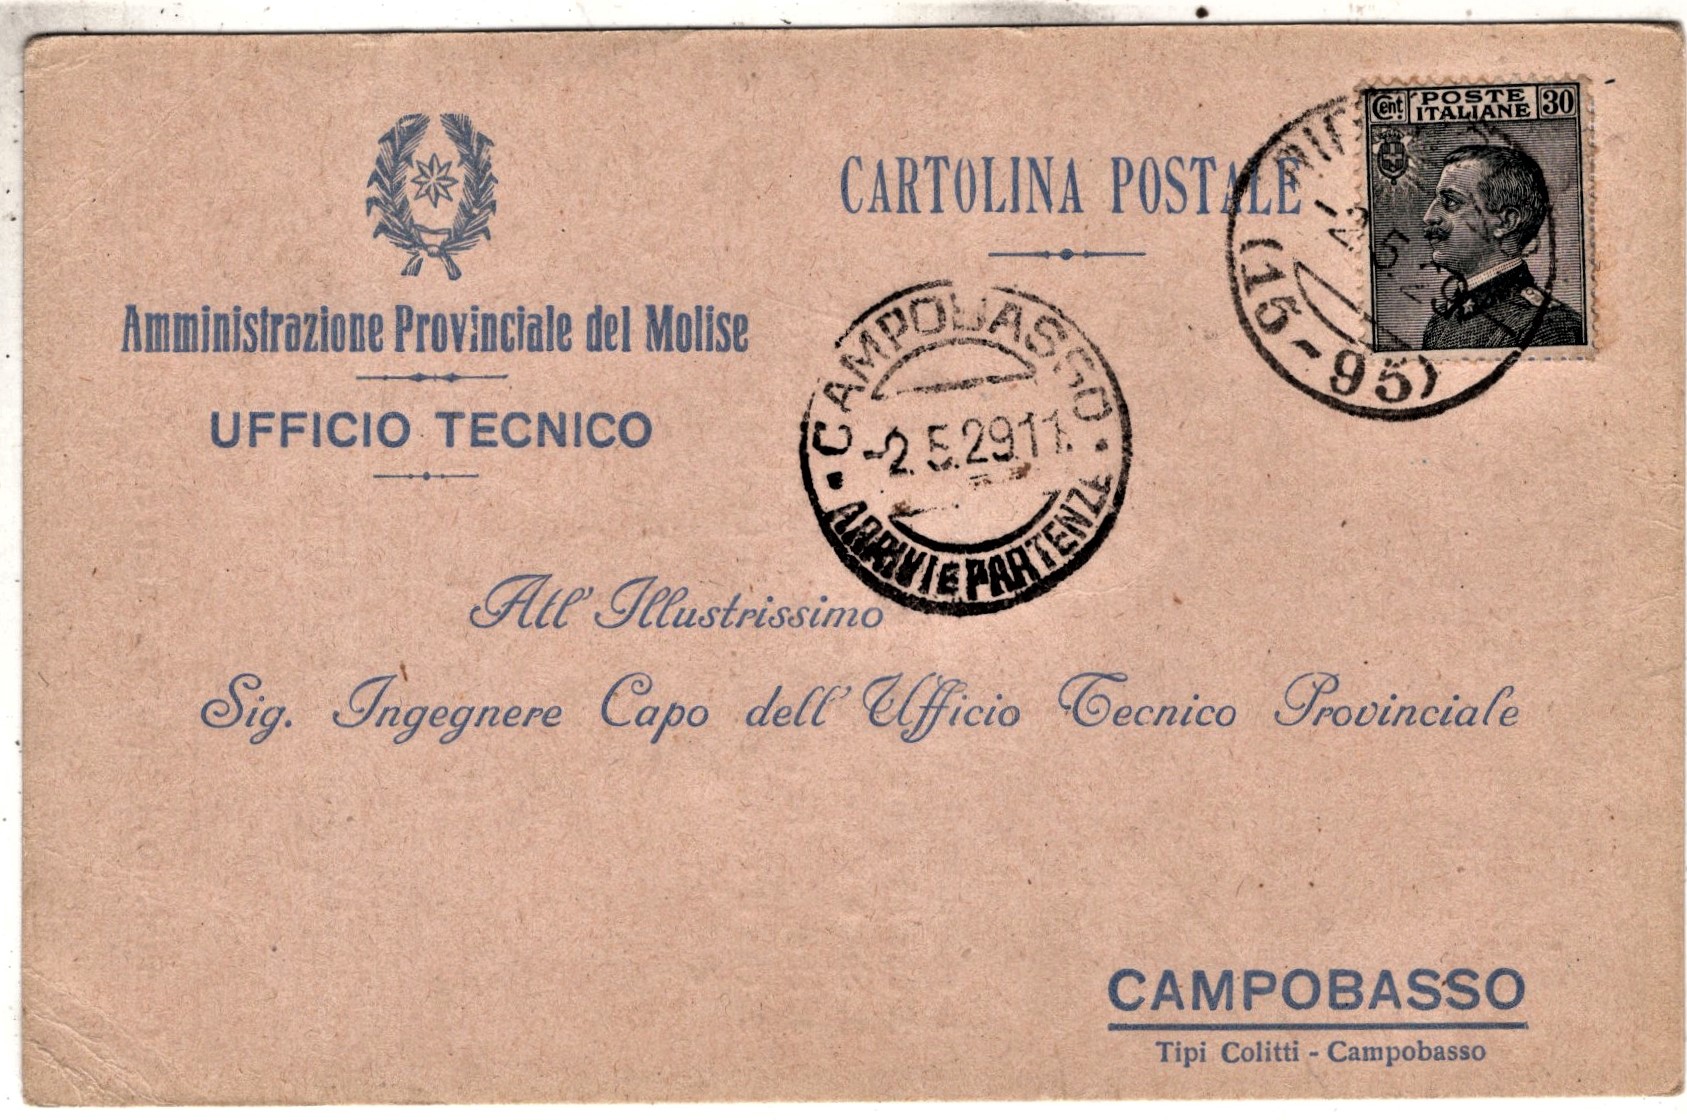 CARTOLINA POSTALE
Cent. POSTE ITALIANE 30
(15-95)
Amministrazione Provinciale del Molise
UFFICIO TECNICO
CAMPOBASSO
-2.5.29.11.
ARRIVI E PARTENZE
All' Illustrissimo
Sig. Ingegnere Capo dell' Ufficio Tecnico Provinciale
CAMPOBASSO
Tipi Colitti - Campobasso